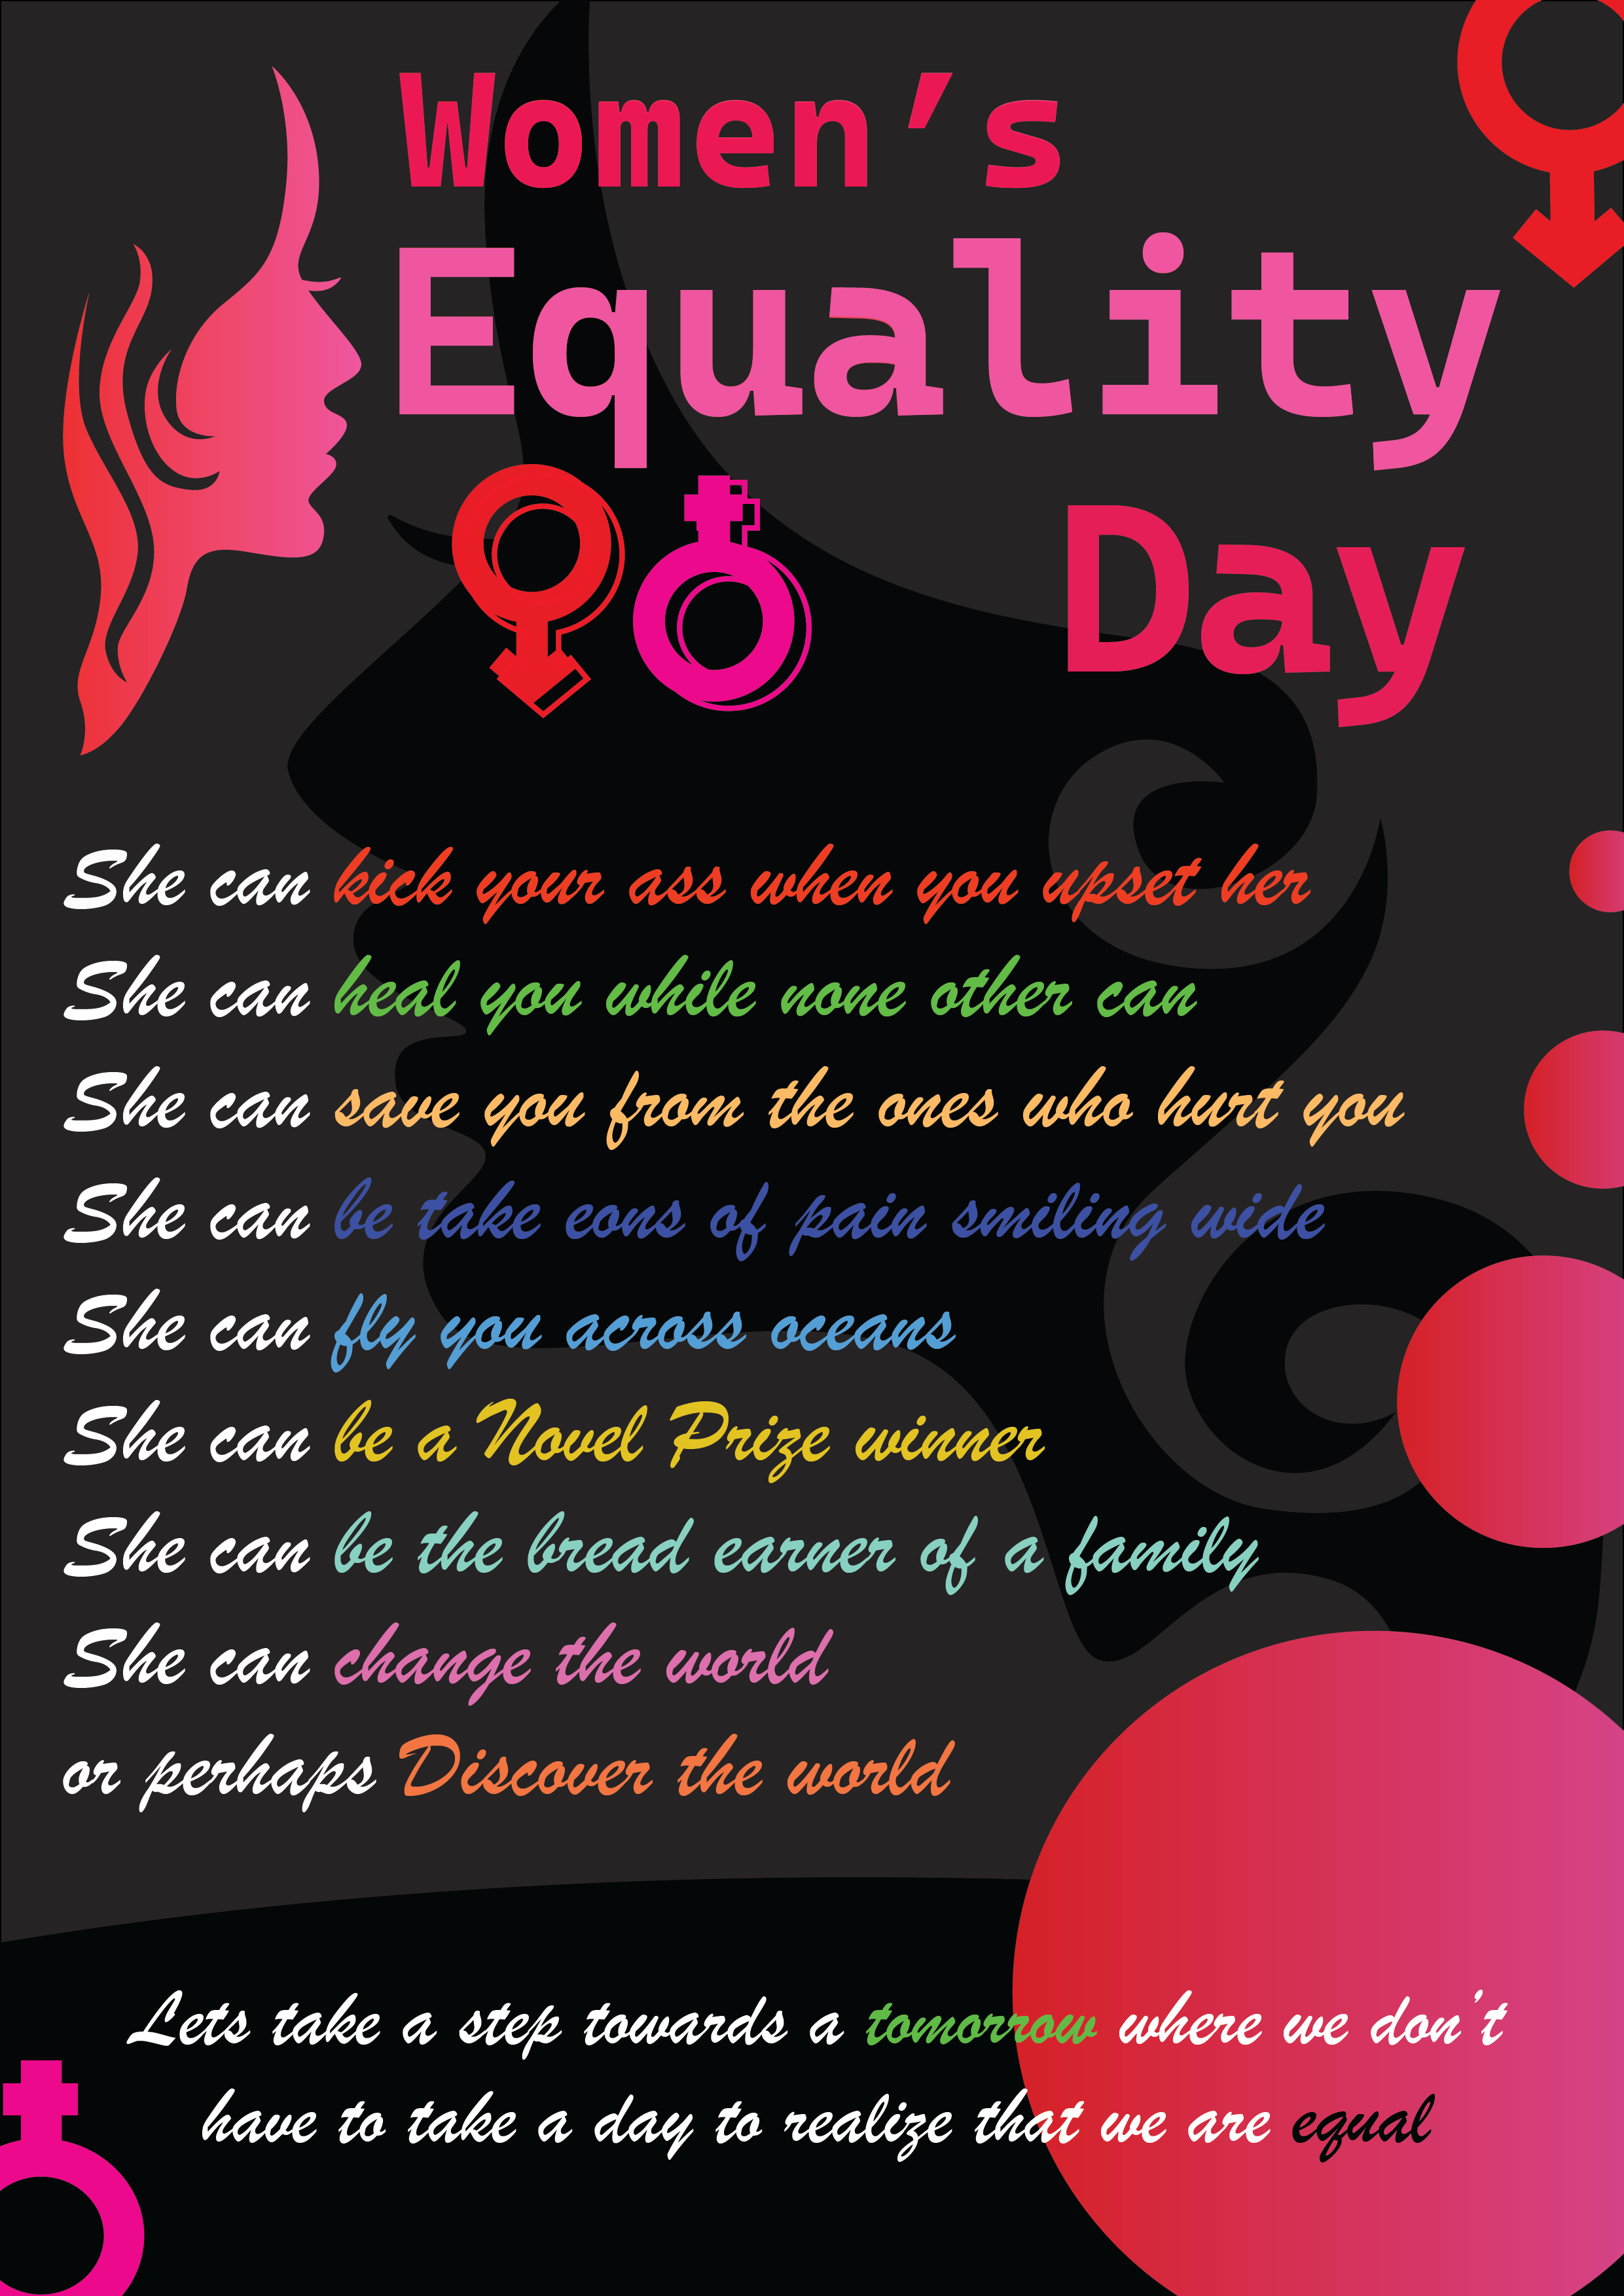 Women’s
Equality
Day
She can kick your ass when you upset her
She can heal you while none other can
She can save you from the ones who hurt you
She can be take eons of pain smiling wide
She can fly you across oceans
She can be a Novel Prize winner
She can be the bread earner of a family
She can change the world
or perhaps Discover the world
Lets take a step towards a tomorrow where we don't
have to take a day to realize that we are equal